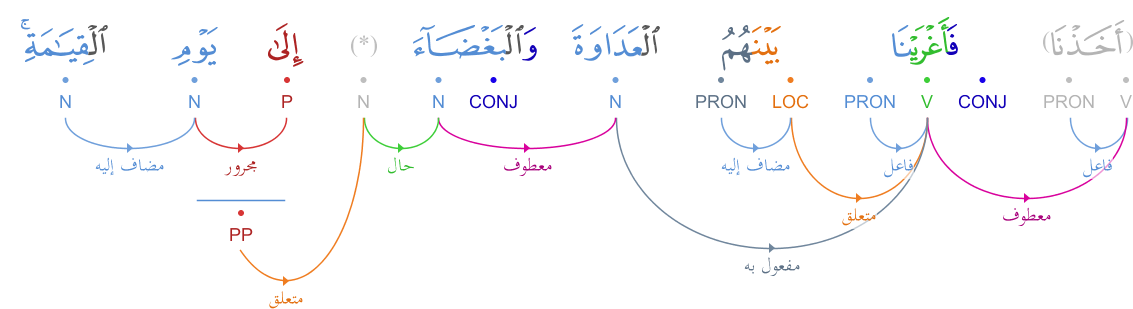 (أَخَذْنَا) فَأَغْرَيْنَا بَيْنَهُمُ ٱلْعَدَاوَةَ وَٱلْبَغْضَآءَ (*) إِلَىٰ يَوْمِ ٱلْقِيَـٰمَةِ ۚ
V PRON CONJ V PRON LOC PRON N CONJ N N P N N
فاعل فاعل مضاف إليه معطوف حال مجرور مضاف إليه
معطوف متعلق
PP
مفعول به
متعلق